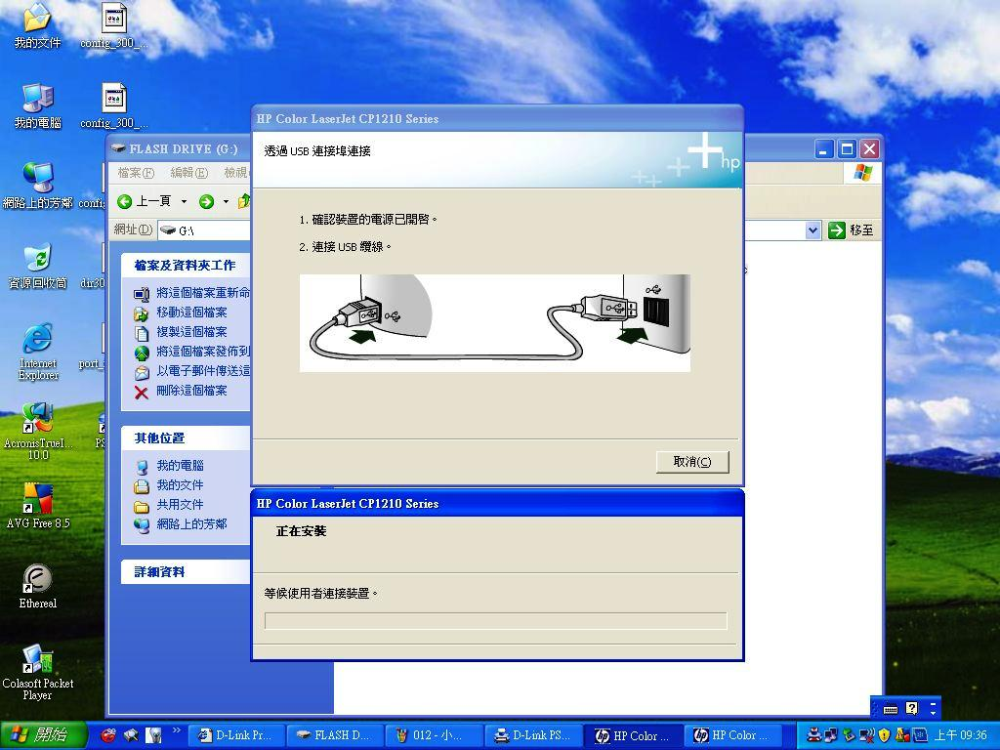 我的文件
config_300_...
我的電腦
config_300_...
網路上的芳鄰
資源回收筒
Internet
Explorer
AcronisTrueI...
10.0
AVG Free 8.5
Ethereal
Colasoft Packet
Player
FLASH DRIVE (G:)
檔案(F) 編輯(E) 檢視
上一頁
網址(D) G:\
移至
檔案及資料夾工作
將這個檔案重新命
移動這個檔案
複製這個檔案
將這個檔案發佈到
以電子郵件傳送這
刪除這個檔案
其他位置
我的電腦
我的文件
共用文件
網路上的芳鄰
詳細資料
HP Color LaserJet CP1210 Series
透過 USB 連接埠連接
hp
1. 確認裝置的電源已開啓。
2. 連接 USB 纜線。
取消(C)
HP Color LaserJet CP1210 Series
正在安裝
等候使用者連接裝置。
開始
D-Link Pr...
FLASH D...
012 - 小...
D-Link PS...
HP Color ...
HP Color ...
上午 09:36